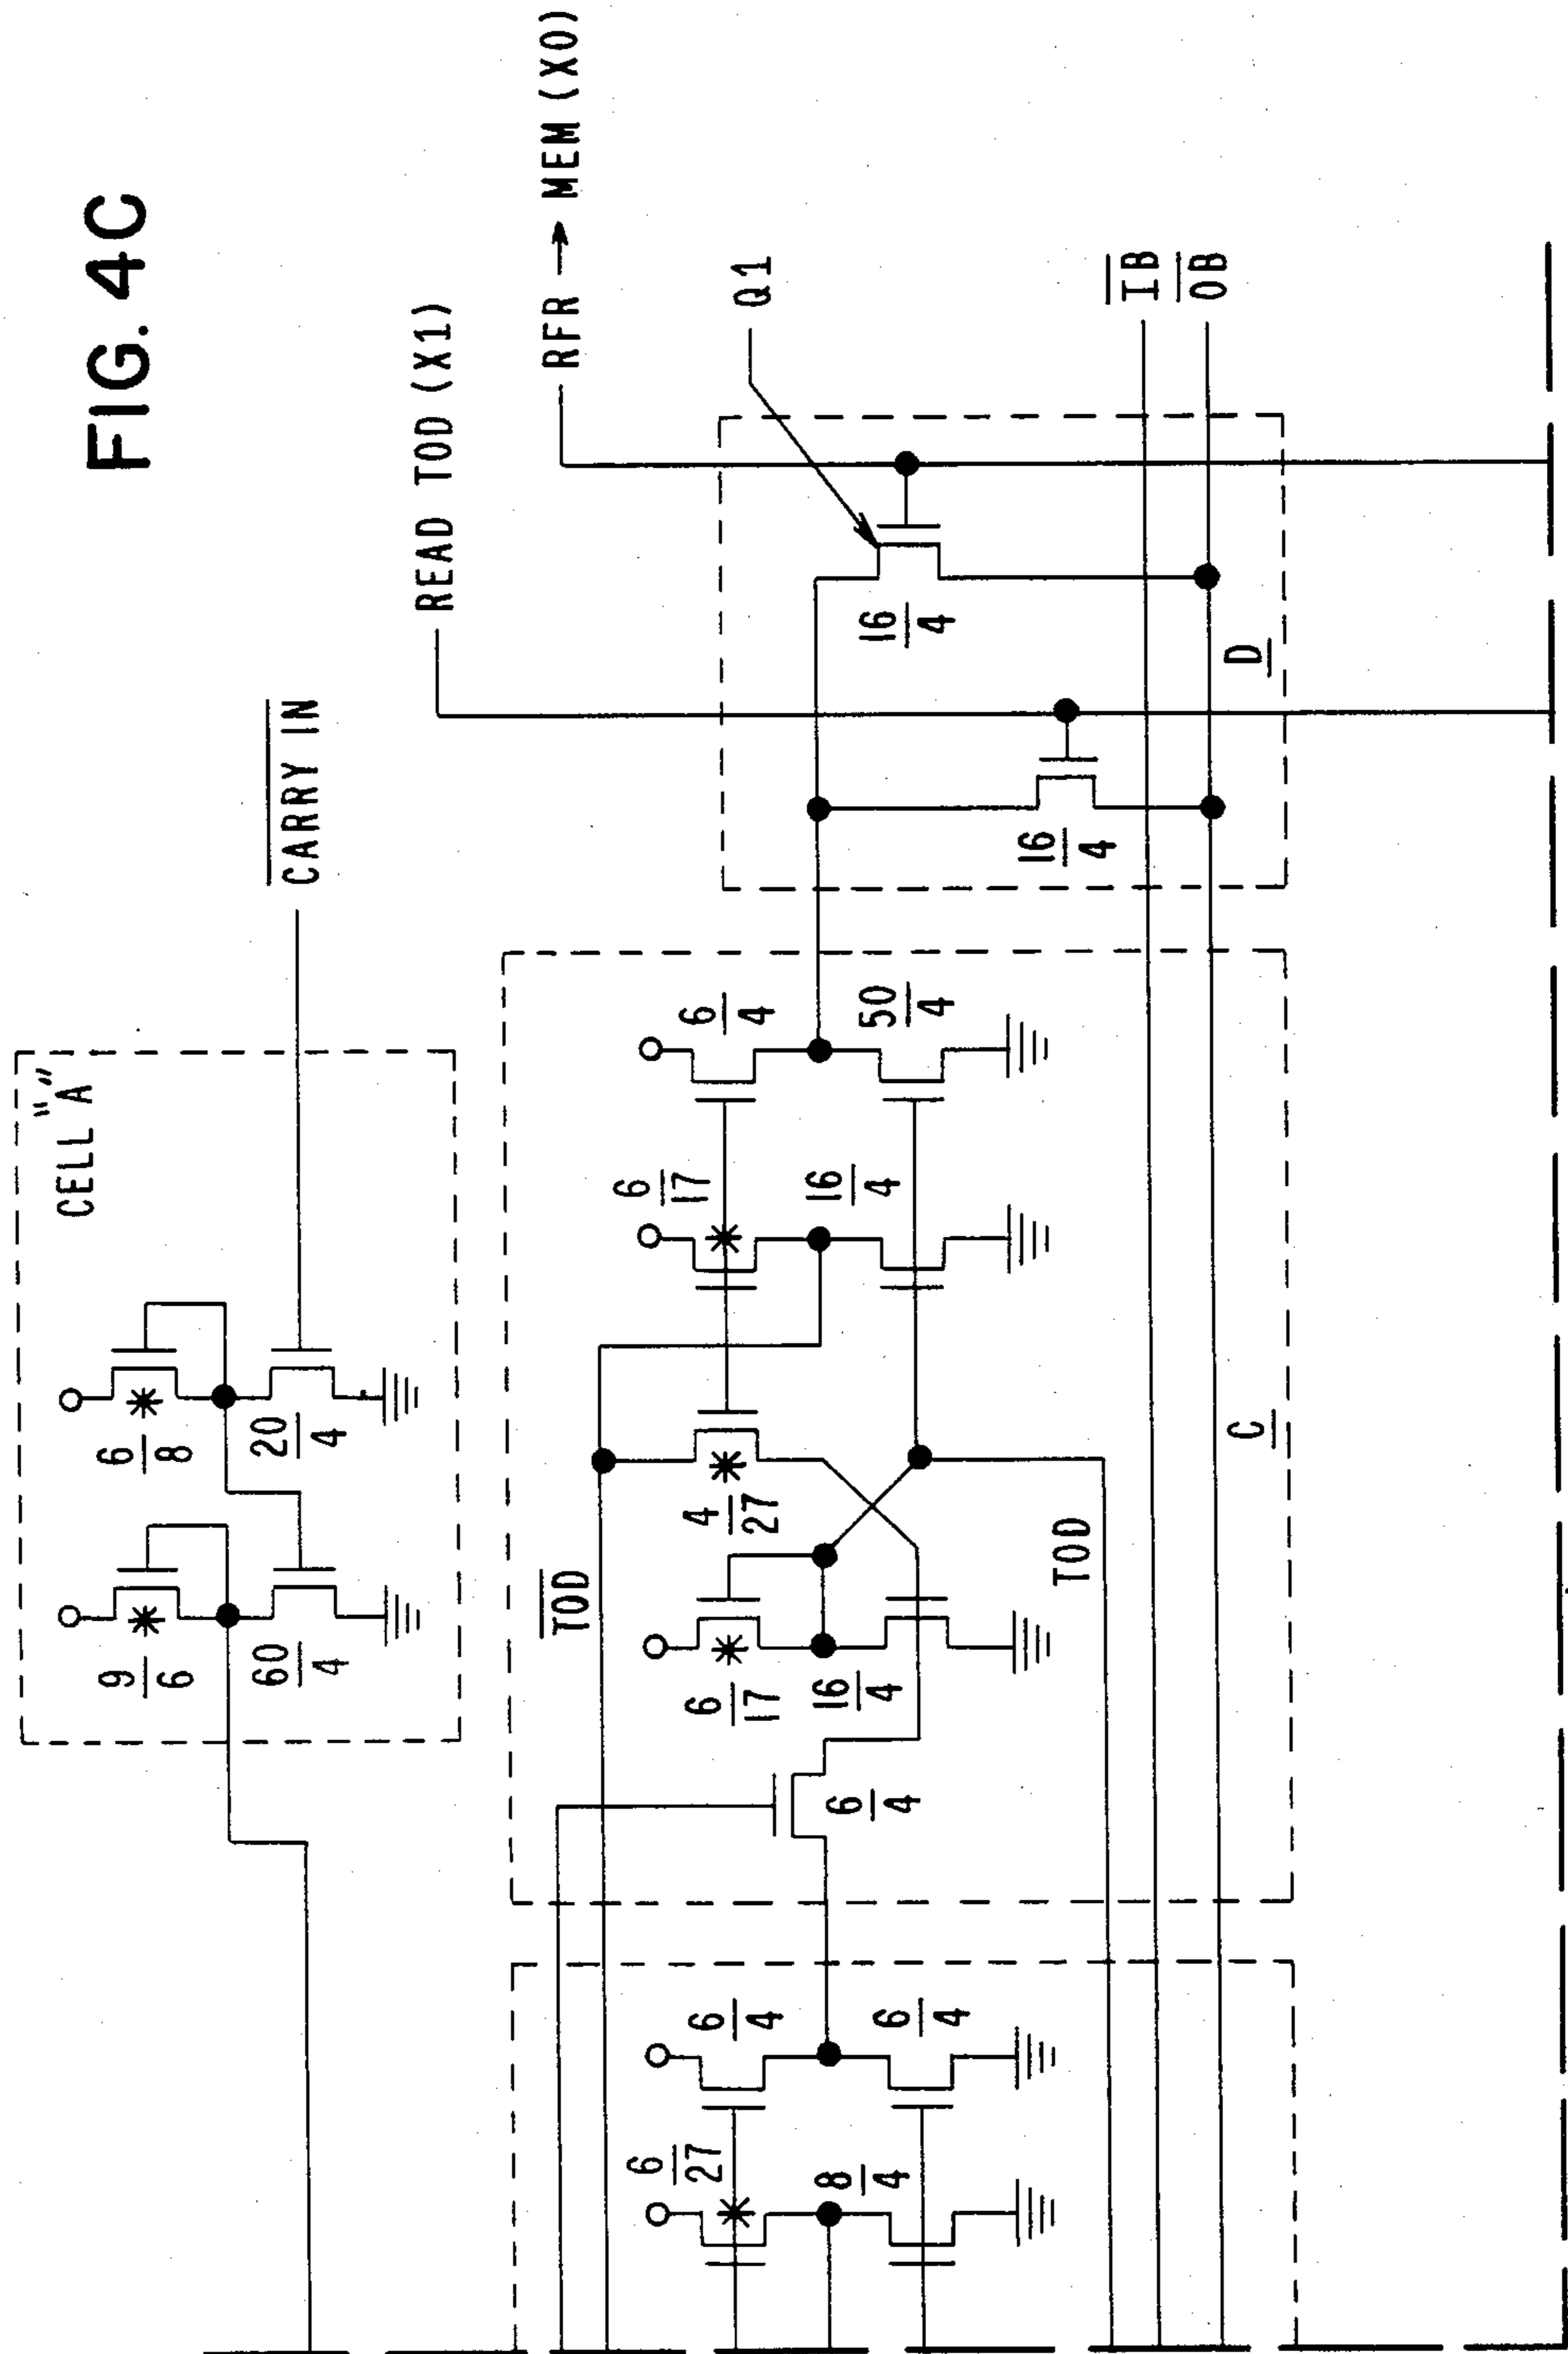 CELL "A"
FIG. 4C
9/6
6/8
60/4
20/4
CARRY IN
READ TOD (X1)
RFR → MEM (X0)
TOD
6/27
6/4
6/17
4/27
6/17
6/4
Q1
8/4
6/4
6/4
16/4
16/4
50/4
16/4
16/4
TOD
IB
OB
C
D